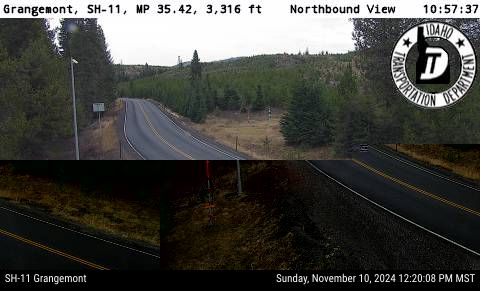 Grangemont, SH-11, MP 35.42, 3,316 ft Northbound View 10:57:37
IDAHO
TRANSPORTATION DEPARTMENT
SH-11 Grangemont Sunday, November 10, 2024 12:20:08 PM MST